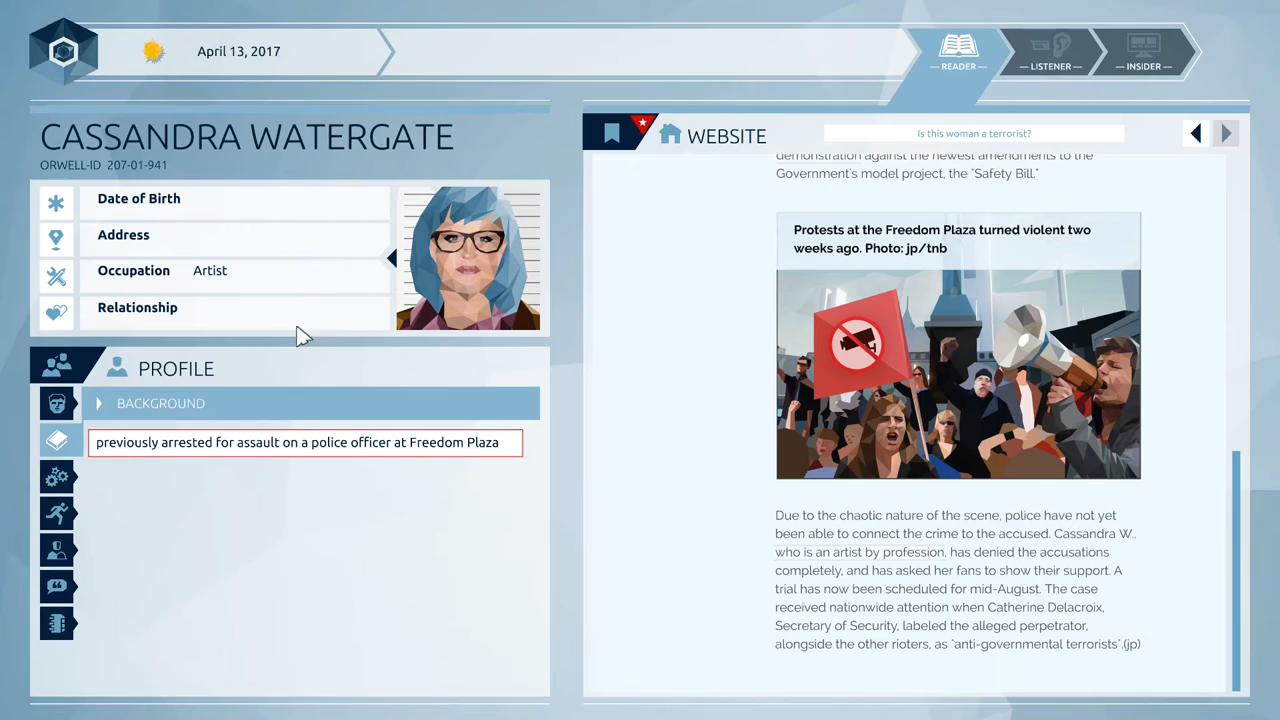 April 13, 2017
— READER —
— LISTENER —
— INSIDER —
CASSANDRA WATERGATE
ORWELL-ID 207-01-941
Date of Birth
Address
Occupation Artist
Relationship
PROFILE
BACKGROUND
previously arrested for assault on a police officer at Freedom Plaza
WEBSITE
Is this woman a terrorist?
demonstration against the newest amendments to the
Government's model project, the "Safety Bill."
Protests at the Freedom Plaza turned violent two
weeks ago. Photo: jp/tnb
Due to the chaotic nature of the scene, police have not yet
been able to connect the crime to the accused. Cassandra W.,
who is an artist by profession, has denied the accusations
completely, and has asked her fans to show their support. A
trial has now been scheduled for mid-August. The case
received nationwide attention when Catherine Delacroix,
Secretary of Security, labeled the alleged perpetrator,
alongside the other rioters, as "anti-governmental terrorists".(jp)